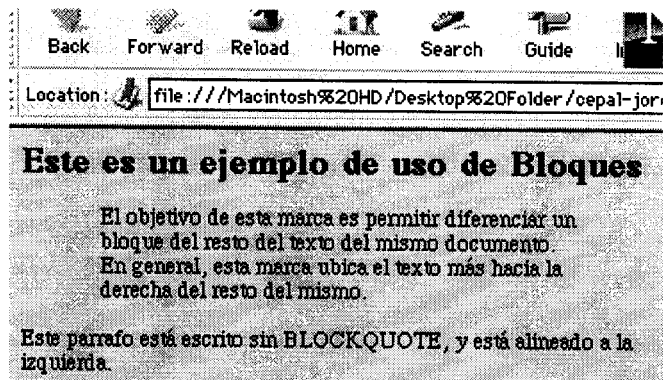 Back Forward Reload Home Search Guide
Location: file:///Macintosh%20HD/Desktop%20Folder/cepal-jor
Este es un ejemplo de uso de Bloques
El objetivo de esta marca es permitir diferenciar un
bloque del resto del texto del mismo documento.
En general, esta marca ubica el texto más hacia la
derecha del resto del mismo.
Este parrafo está escrito sin BLOCKQUOTE, y está alineado a la
izquierda.